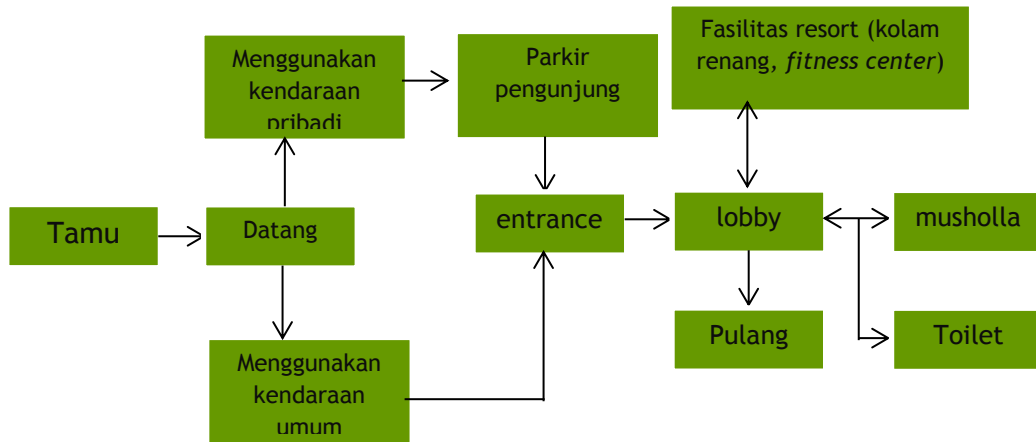 Tamu
Datang
Menggunakan
kendaraan
pribadi
Parkir
pengunjung
Menggunakan
kendaraan
umum
entrance
lobby
Fasilitas resort (kolam
renang, fitness center)
musholla
Toilet
Pulang